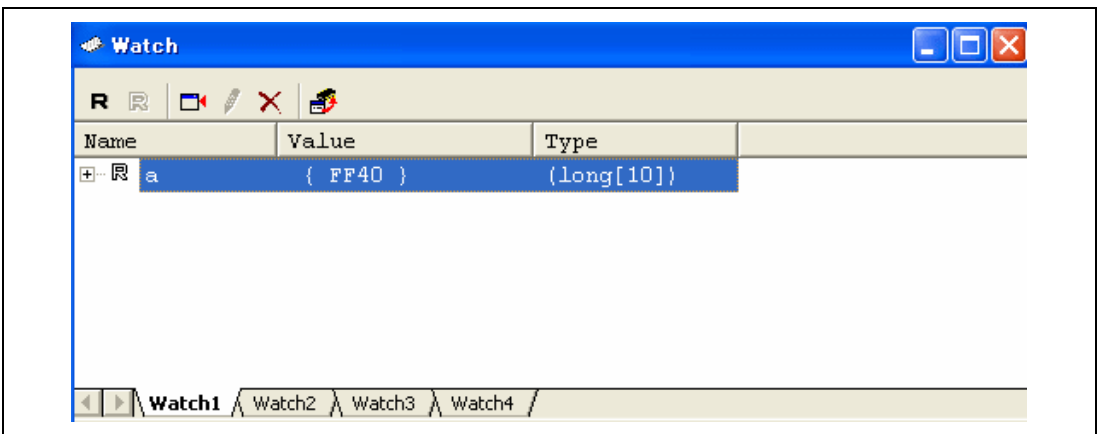 Watch
R R
Name Value Type
R a { FF40 } (long[10])
Watch1 Watch2 Watch3 Watch4